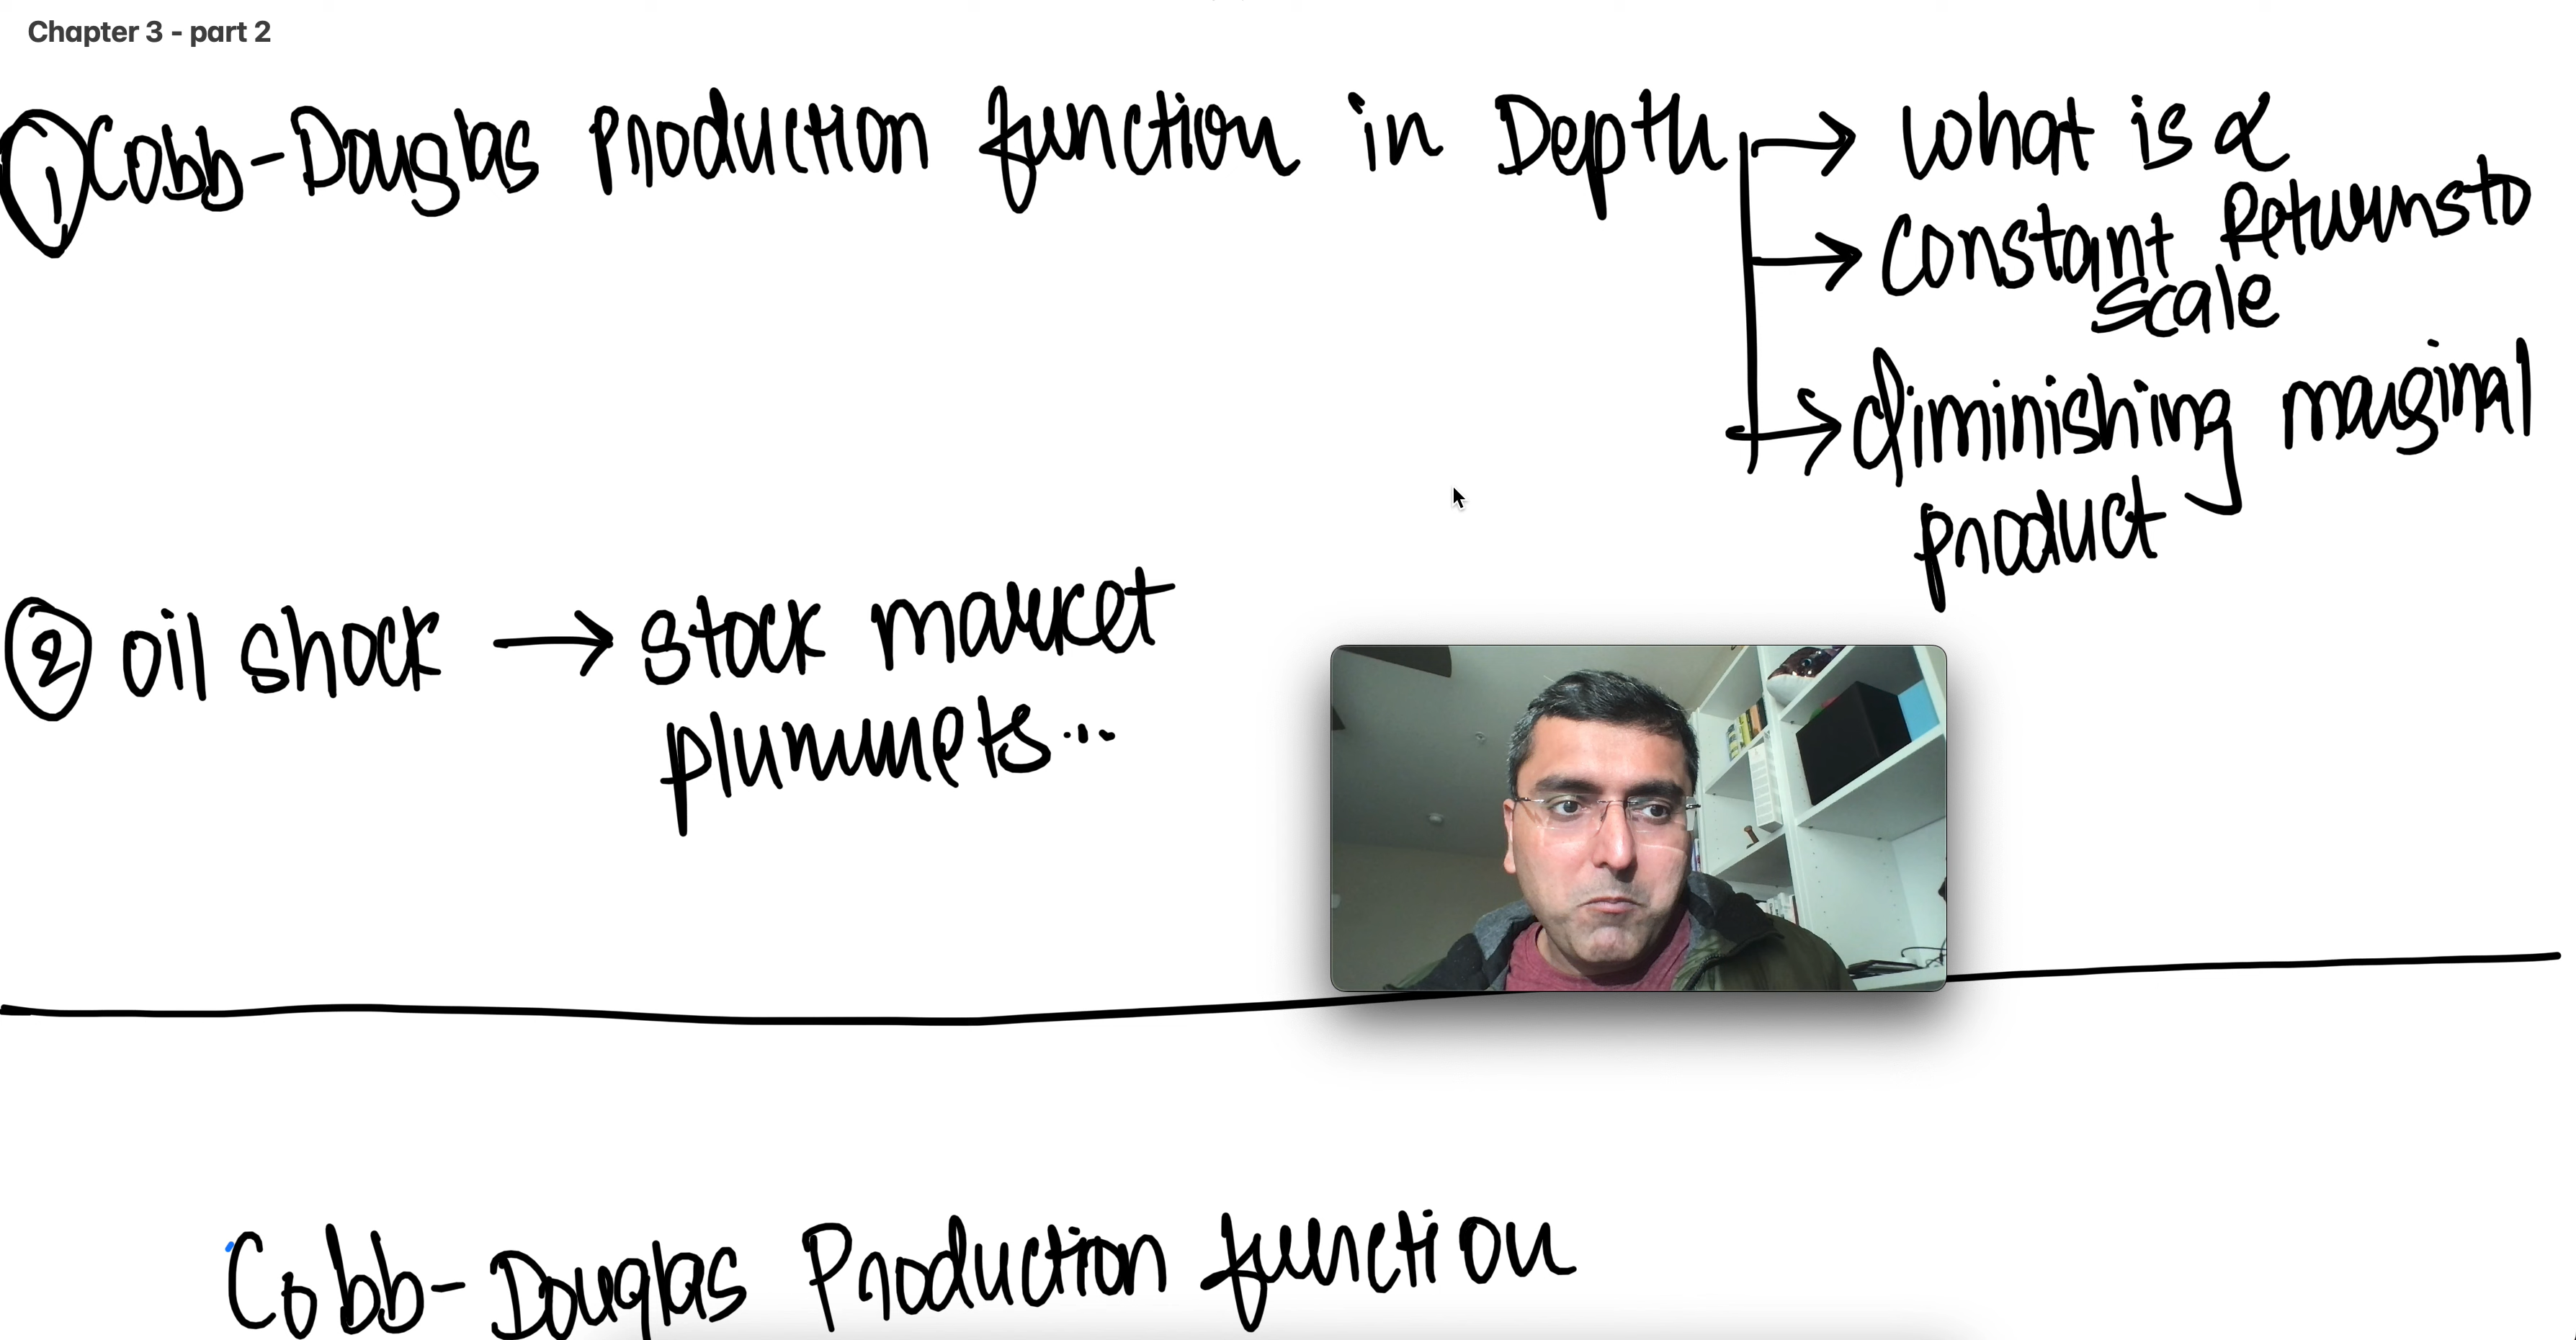 Chapter 3 - part 2
① Cobb-Douglas production function in Depth → what is α
→ constant Returns to
scale
→ diminishing marginal
product
② oil shock → stock market
plummets...
Cobb-Douglas Production function